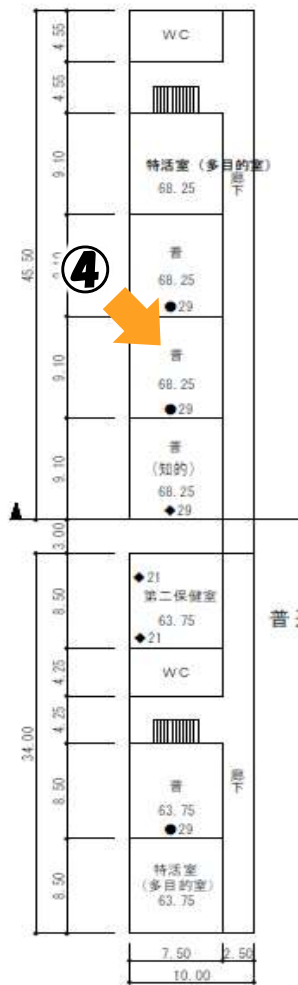 4.55
WC
4.55
9.10
特活室 (多目的室)
68.25
廊下
45.50
④
普
68.25
●29
9.10
普
68.25
●29
9.10
普
(知的)
68.25
◆29
3.00
8.50
◆21
第二保健室
63.75
◆21
普
4.25
WC
34.00
4.25
8.50
普
63.75
●29
廊下
8.50
特活室
(多目的室)
63.75
7.50
2.50
10.00